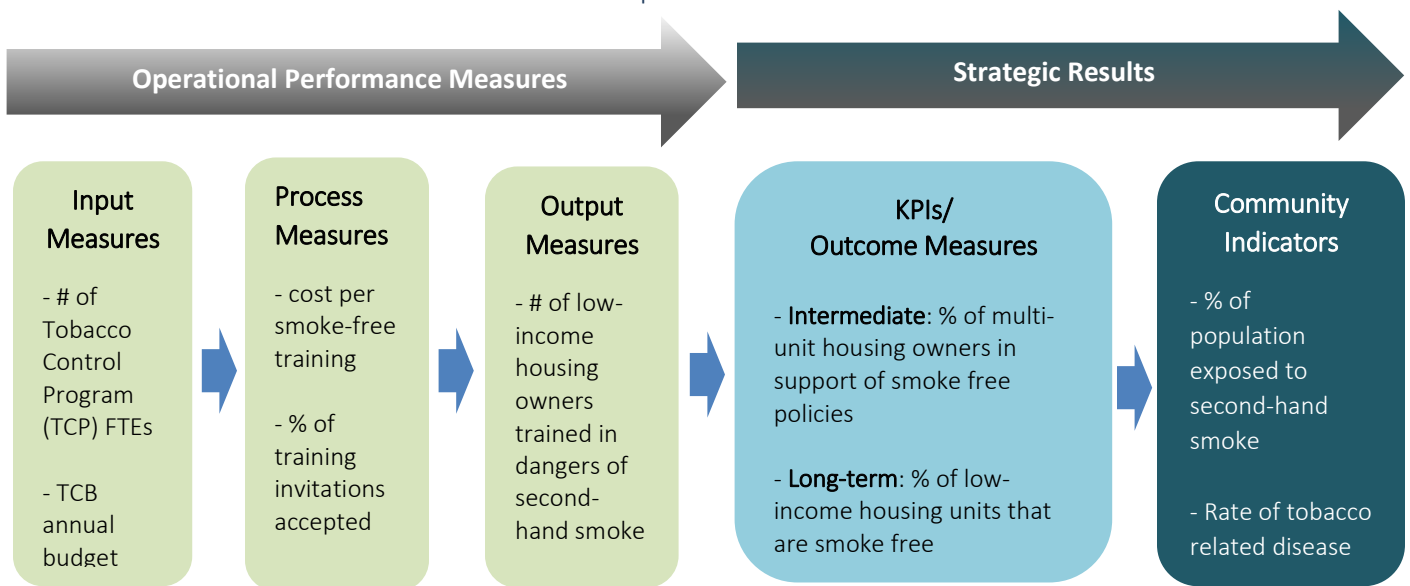 Operational Performance Measures
Strategic Results
Input
Measures
- # of
Tobacco
Control
Program
(TCP) FTEs
- TCB
annual
budget
Process
Measures
- cost per
smoke-free
training
- % of
training
invitations
accepted
Output
Measures
- # of low-
income
housing
owners
trained in
dangers of
second-
hand smoke
KPIs/
Outcome Measures
- Intermediate: % of multi-
unit housing owners in
support of smoke free
policies
- Long-term: % of low-
income housing units that
are smoke free
Community
Indicators
- % of
population
exposed to
second-hand
smoke
- Rate of tobacco
related disease